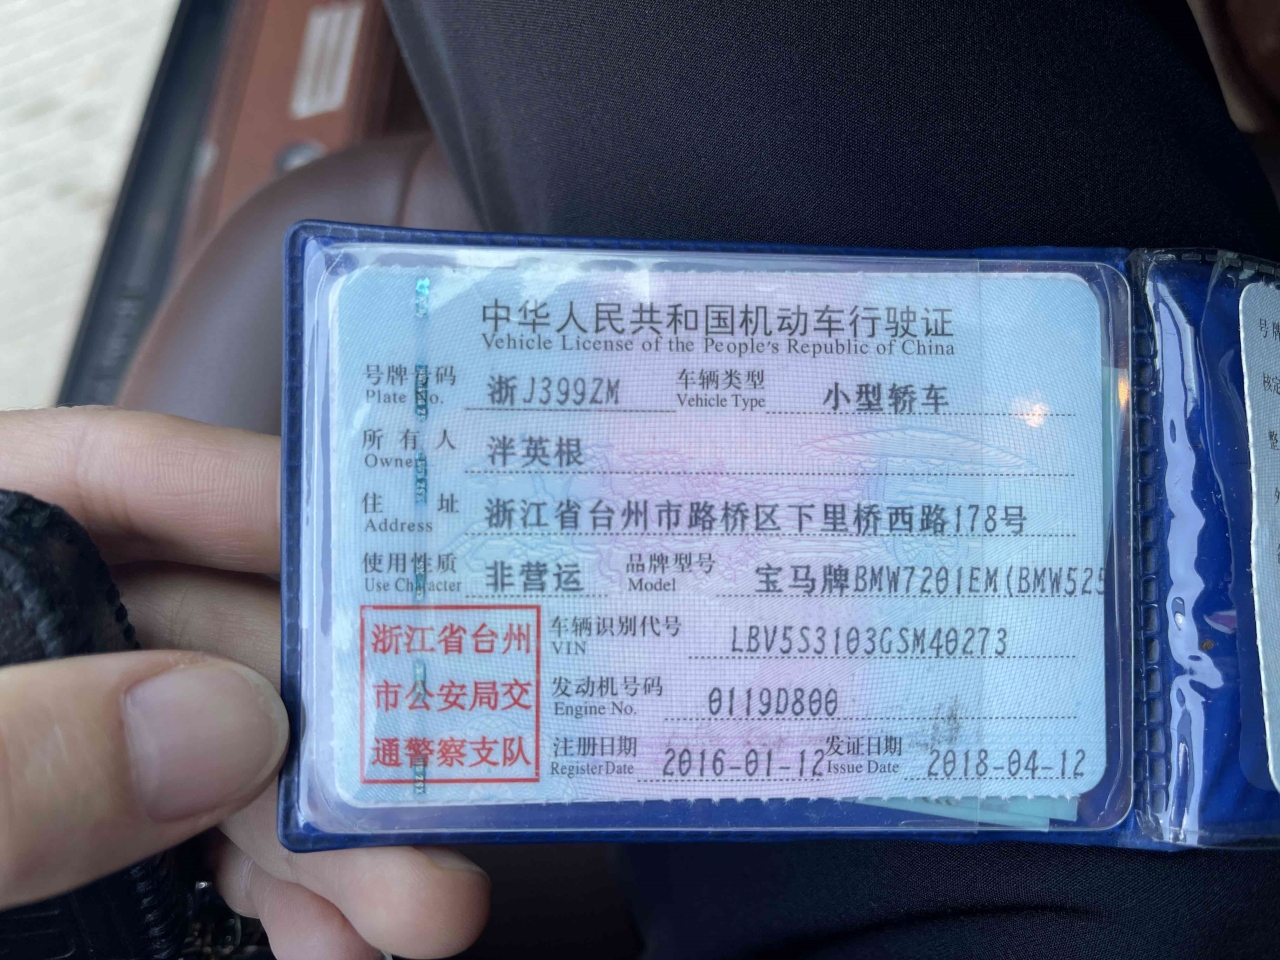 中华人民共和国机动车行驶证
Vehicle License of the People's Republic of China
号牌号码 浙J399ZM 车辆类型 小型轿车
Plate No. Vehicle Type
所有人 泮英根
Owner
住址 浙江省台州市路桥区下里桥西路178号
Address
使用性质 非营运 品牌型号 宝马牌BMW7201EM(BMW525
Use Character Model
浙江省台州
市公安局交
通警察支队
车辆识别代号 LBV5S3103GSM40273
VIN
发动机号码 0119D800
Engine No.
注册日期 2016-01-12 发证日期 2018-04-12
Register Date Issue Date
号牌
核定
整